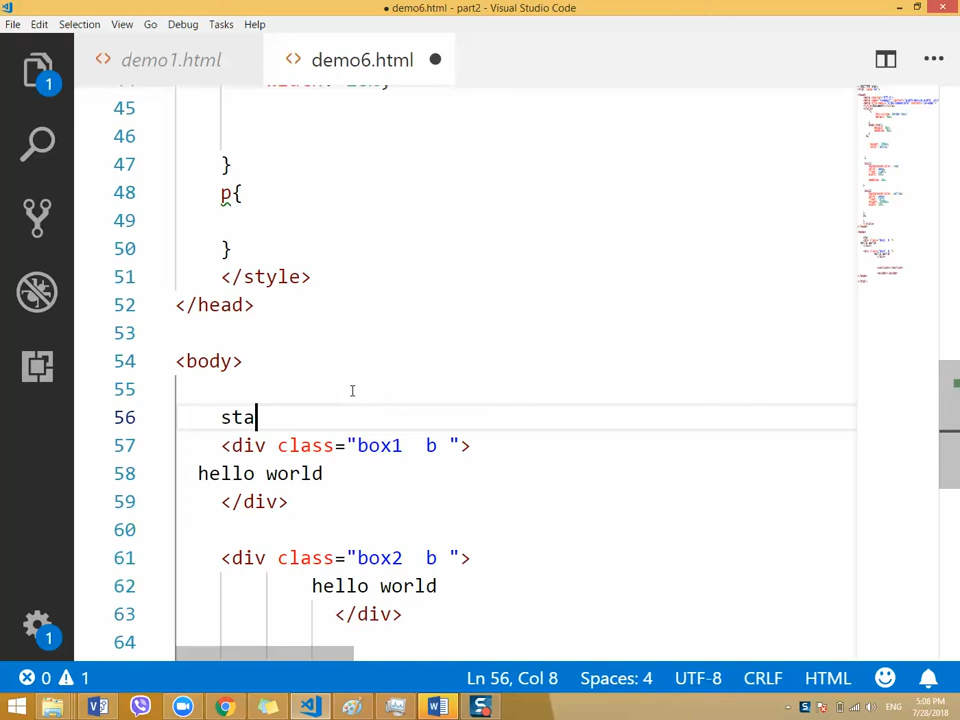 ● demo6.html - part2 - Visual Studio Code
File Edit Selection View Go Debug Tasks Help
1
<> demo1.html
<> demo6.html ●
45
46
47 }
48 p{
49
50 }
51 </style>
52 </head>
53
54 <body>
55
56 sta
57 <div class="box1  b ">
58 hello world
59 </div>
60
61 <div class="box2  b ">
62 hello world
63 </div>
64
1
0 1
Ln 56, Col 8 Spaces: 4 UTF-8 CRLF HTML
ENG
5:08 PM
7/28/2018